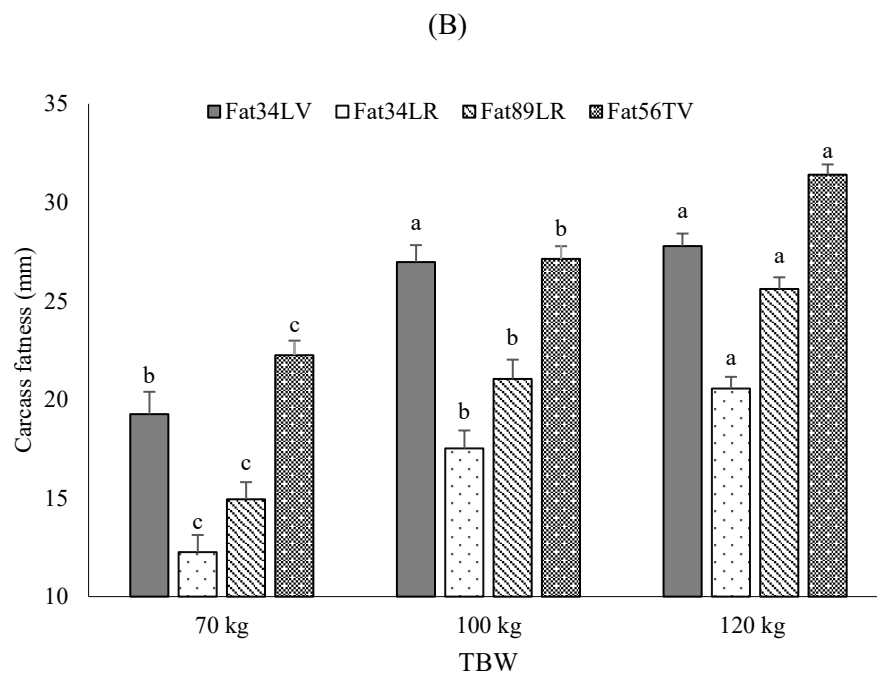 (B)
35
Fat34LV Fat34LR Fat89LR Fat56TV
30
25
20
15
10
Carcass fatness (mm)
b
c
c
c
a
b
b
b
a
a
a
a
70 kg 100 kg 120 kg
TBW